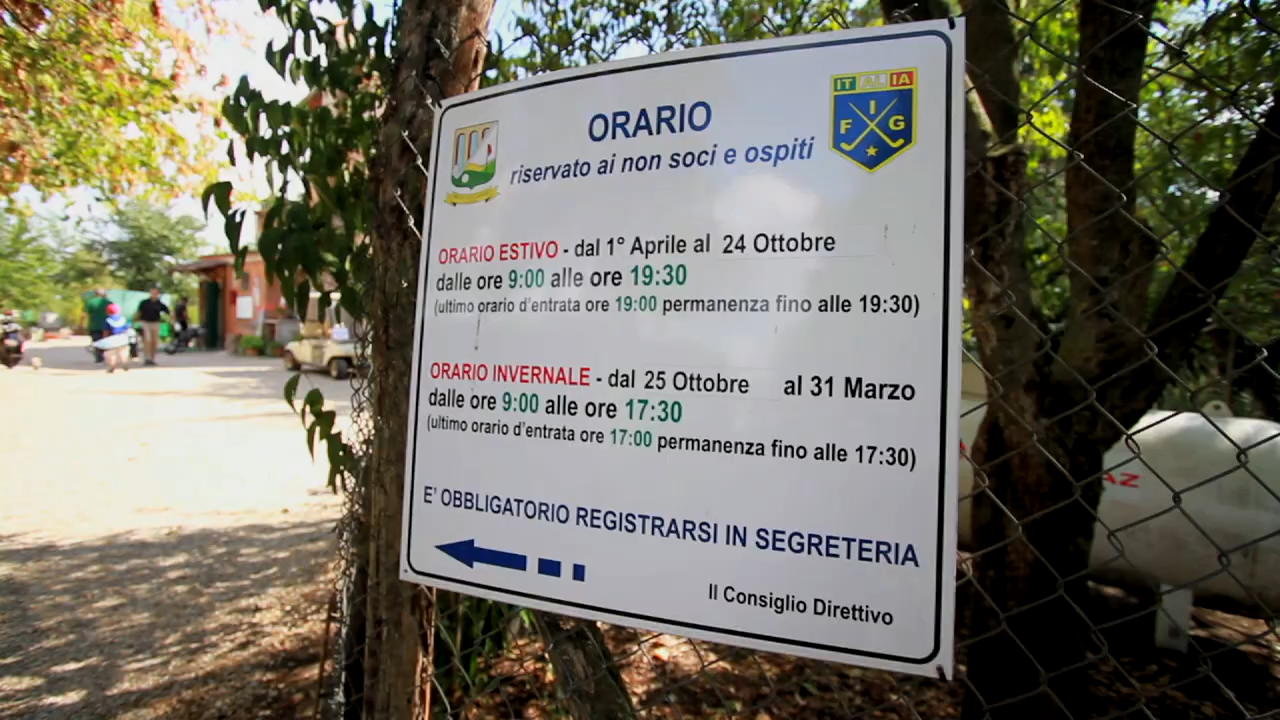 ORARIO
riservato ai non soci e ospiti
ITALIA
F I G
ORARIO ESTIVO - dal 1° Aprile al 24 Ottobre
dalle ore 9:00 alle ore 19:30
(ultimo orario d'entrata ore 19:00 permanenza fino alle 19:30)
ORARIO INVERNALE - dal 25 Ottobre al 31 Marzo
dalle ore 9:00 alle ore 17:30
(ultimo orario d'entrata ore 17:00 permanenza fino alle 17:30)
E' OBBLIGATORIO REGISTRARSI IN SEGRETERIA
Il Consiglio Direttivo